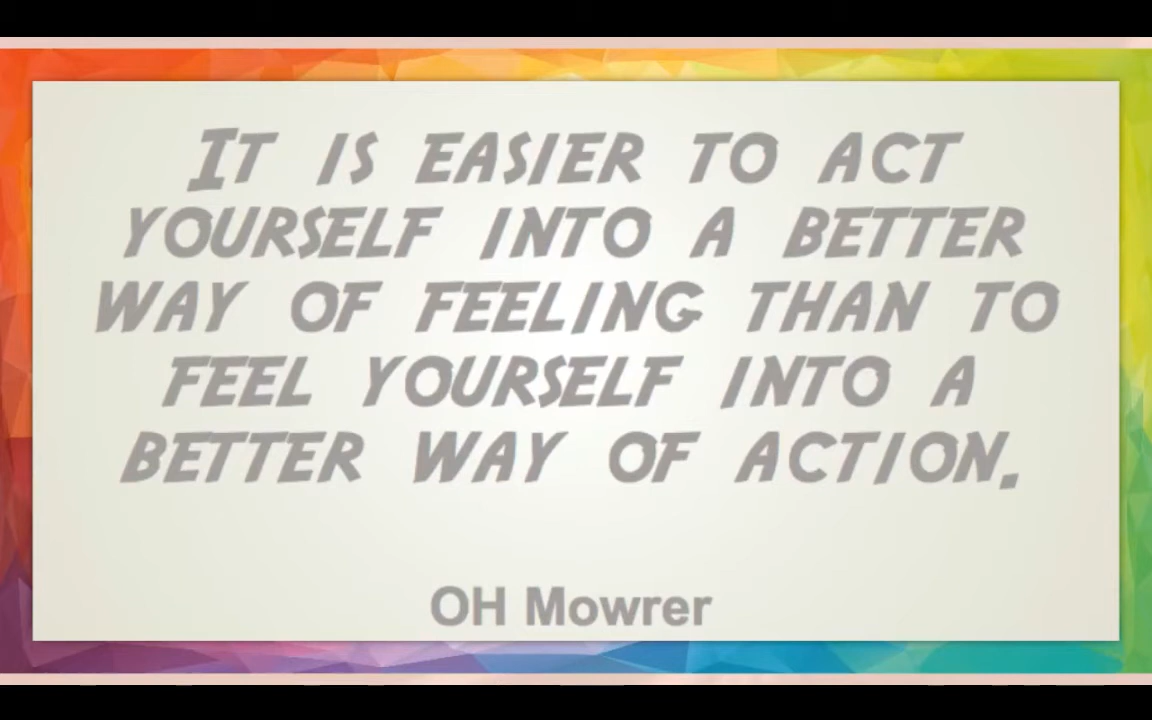 IT IS EASIER TO ACT
YOURSELF INTO A BETTER
WAY OF FEELING THAN TO
FEEL YOURSELF INTO A
BETTER WAY OF ACTION.
OH Mowrer